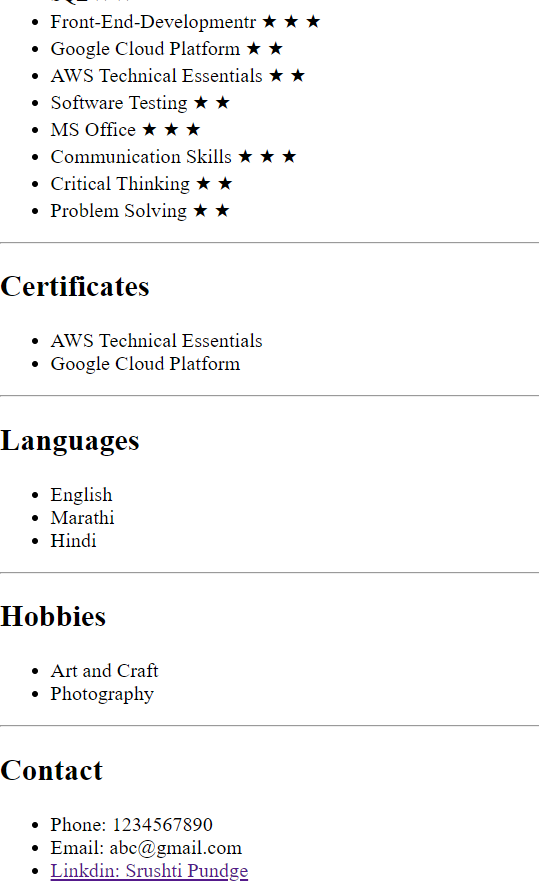 Front-End-Developmentr ★ ★ ★
Google Cloud Platform ★ ★
AWS Technical Essentials ★ ★
Software Testing ★ ★
MS Office ★ ★ ★
Communication Skills ★ ★ ★
Critical Thinking ★ ★
Problem Solving ★ ★
Certificates
AWS Technical Essentials
Google Cloud Platform
Languages
English
Marathi
Hindi
Hobbies
Art and Craft
Photography
Contact
Phone: 1234567890
Email: abc@gmail.com
Linkdin: Srushti Pundge